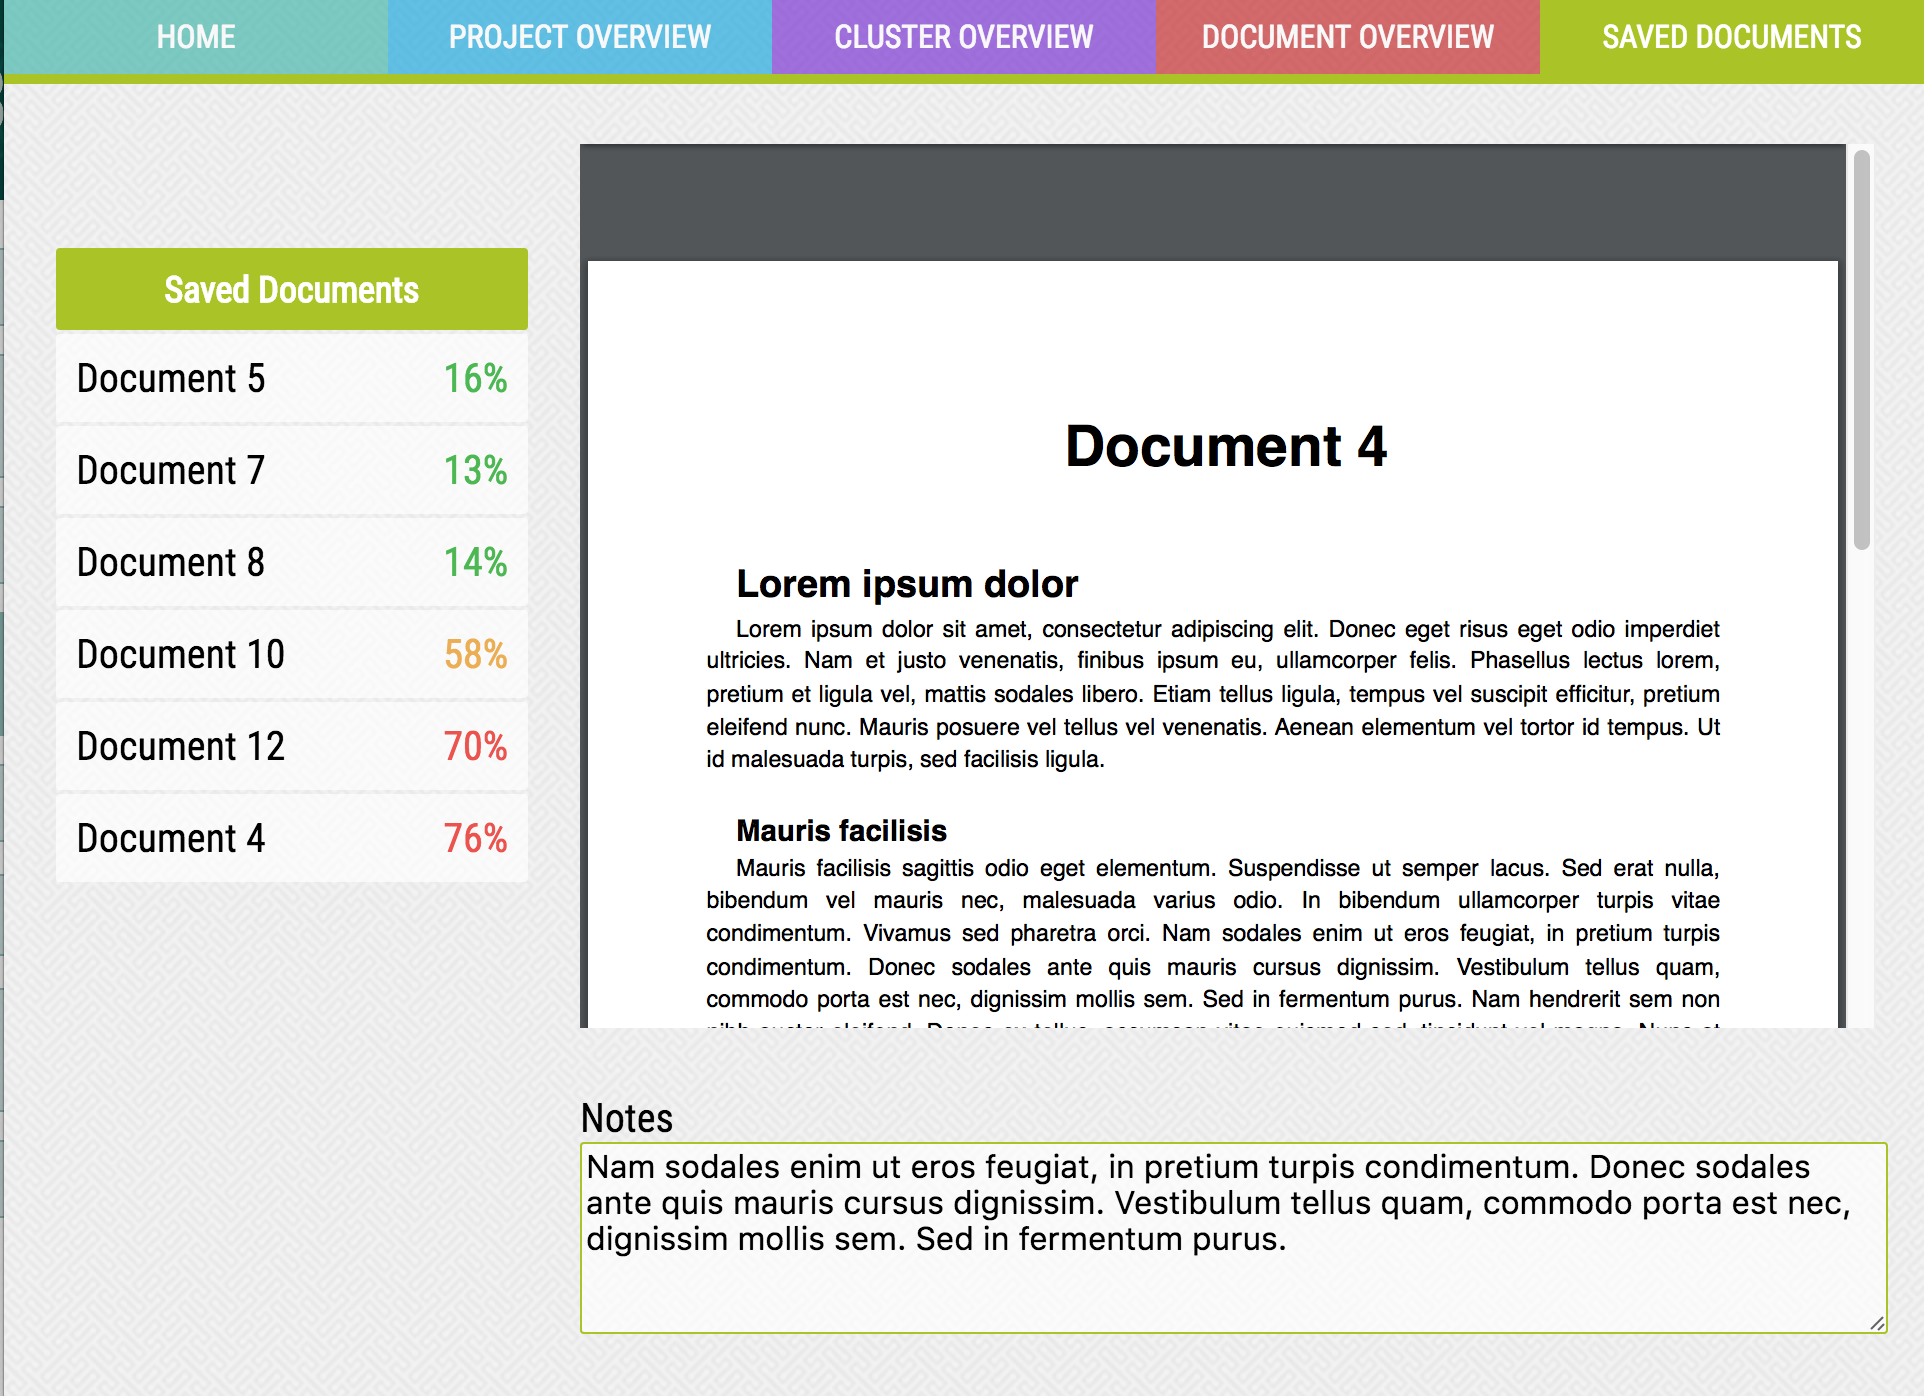 HOME
PROJECT OVERVIEW
CLUSTER OVERVIEW
DOCUMENT OVERVIEW
SAVED DOCUMENTS
Saved Documents
Document 5 16%
Document 7 13%
Document 8 14%
Document 10 58%
Document 12 70%
Document 4 76%
Document 4
Lorem ipsum dolor
Lorem ipsum dolor sit amet, consectetur adipiscing elit. Donec eget risus eget odio imperdiet
ultricies. Nam et justo venenatis, finibus ipsum eu, ullamcorper felis. Phasellus lectus lorem,
pretium et ligula vel, mattis sodales libero. Etiam tellus ligula, tempus vel suscipit efficitur, pretium
eleifend nunc. Mauris posuere vel tellus vel venenatis. Aenean elementum vel tortor id tempus. Ut
id malesuada turpis, sed facilisis ligula.
Mauris facilisis
Mauris facilisis sagittis odio eget elementum. Suspendisse ut semper lacus. Sed erat nulla,
bibendum vel mauris nec, malesuada varius odio. In bibendum ullamcorper turpis vitae
condimentum. Vivamus sed pharetra orci. Nam sodales enim ut eros feugiat, in pretium turpis
condimentum. Donec sodales ante quis mauris cursus dignissim. Vestibulum tellus quam,
commodo porta est nec, dignissim mollis sem. Sed in fermentum purus. Nam hendrerit sem non
Notes
Nam sodales enim ut eros feugiat, in pretium turpis condimentum. Donec sodales
ante quis mauris cursus dignissim. Vestibulum tellus quam, commodo porta est nec,
dignissim mollis sem. Sed in fermentum purus.